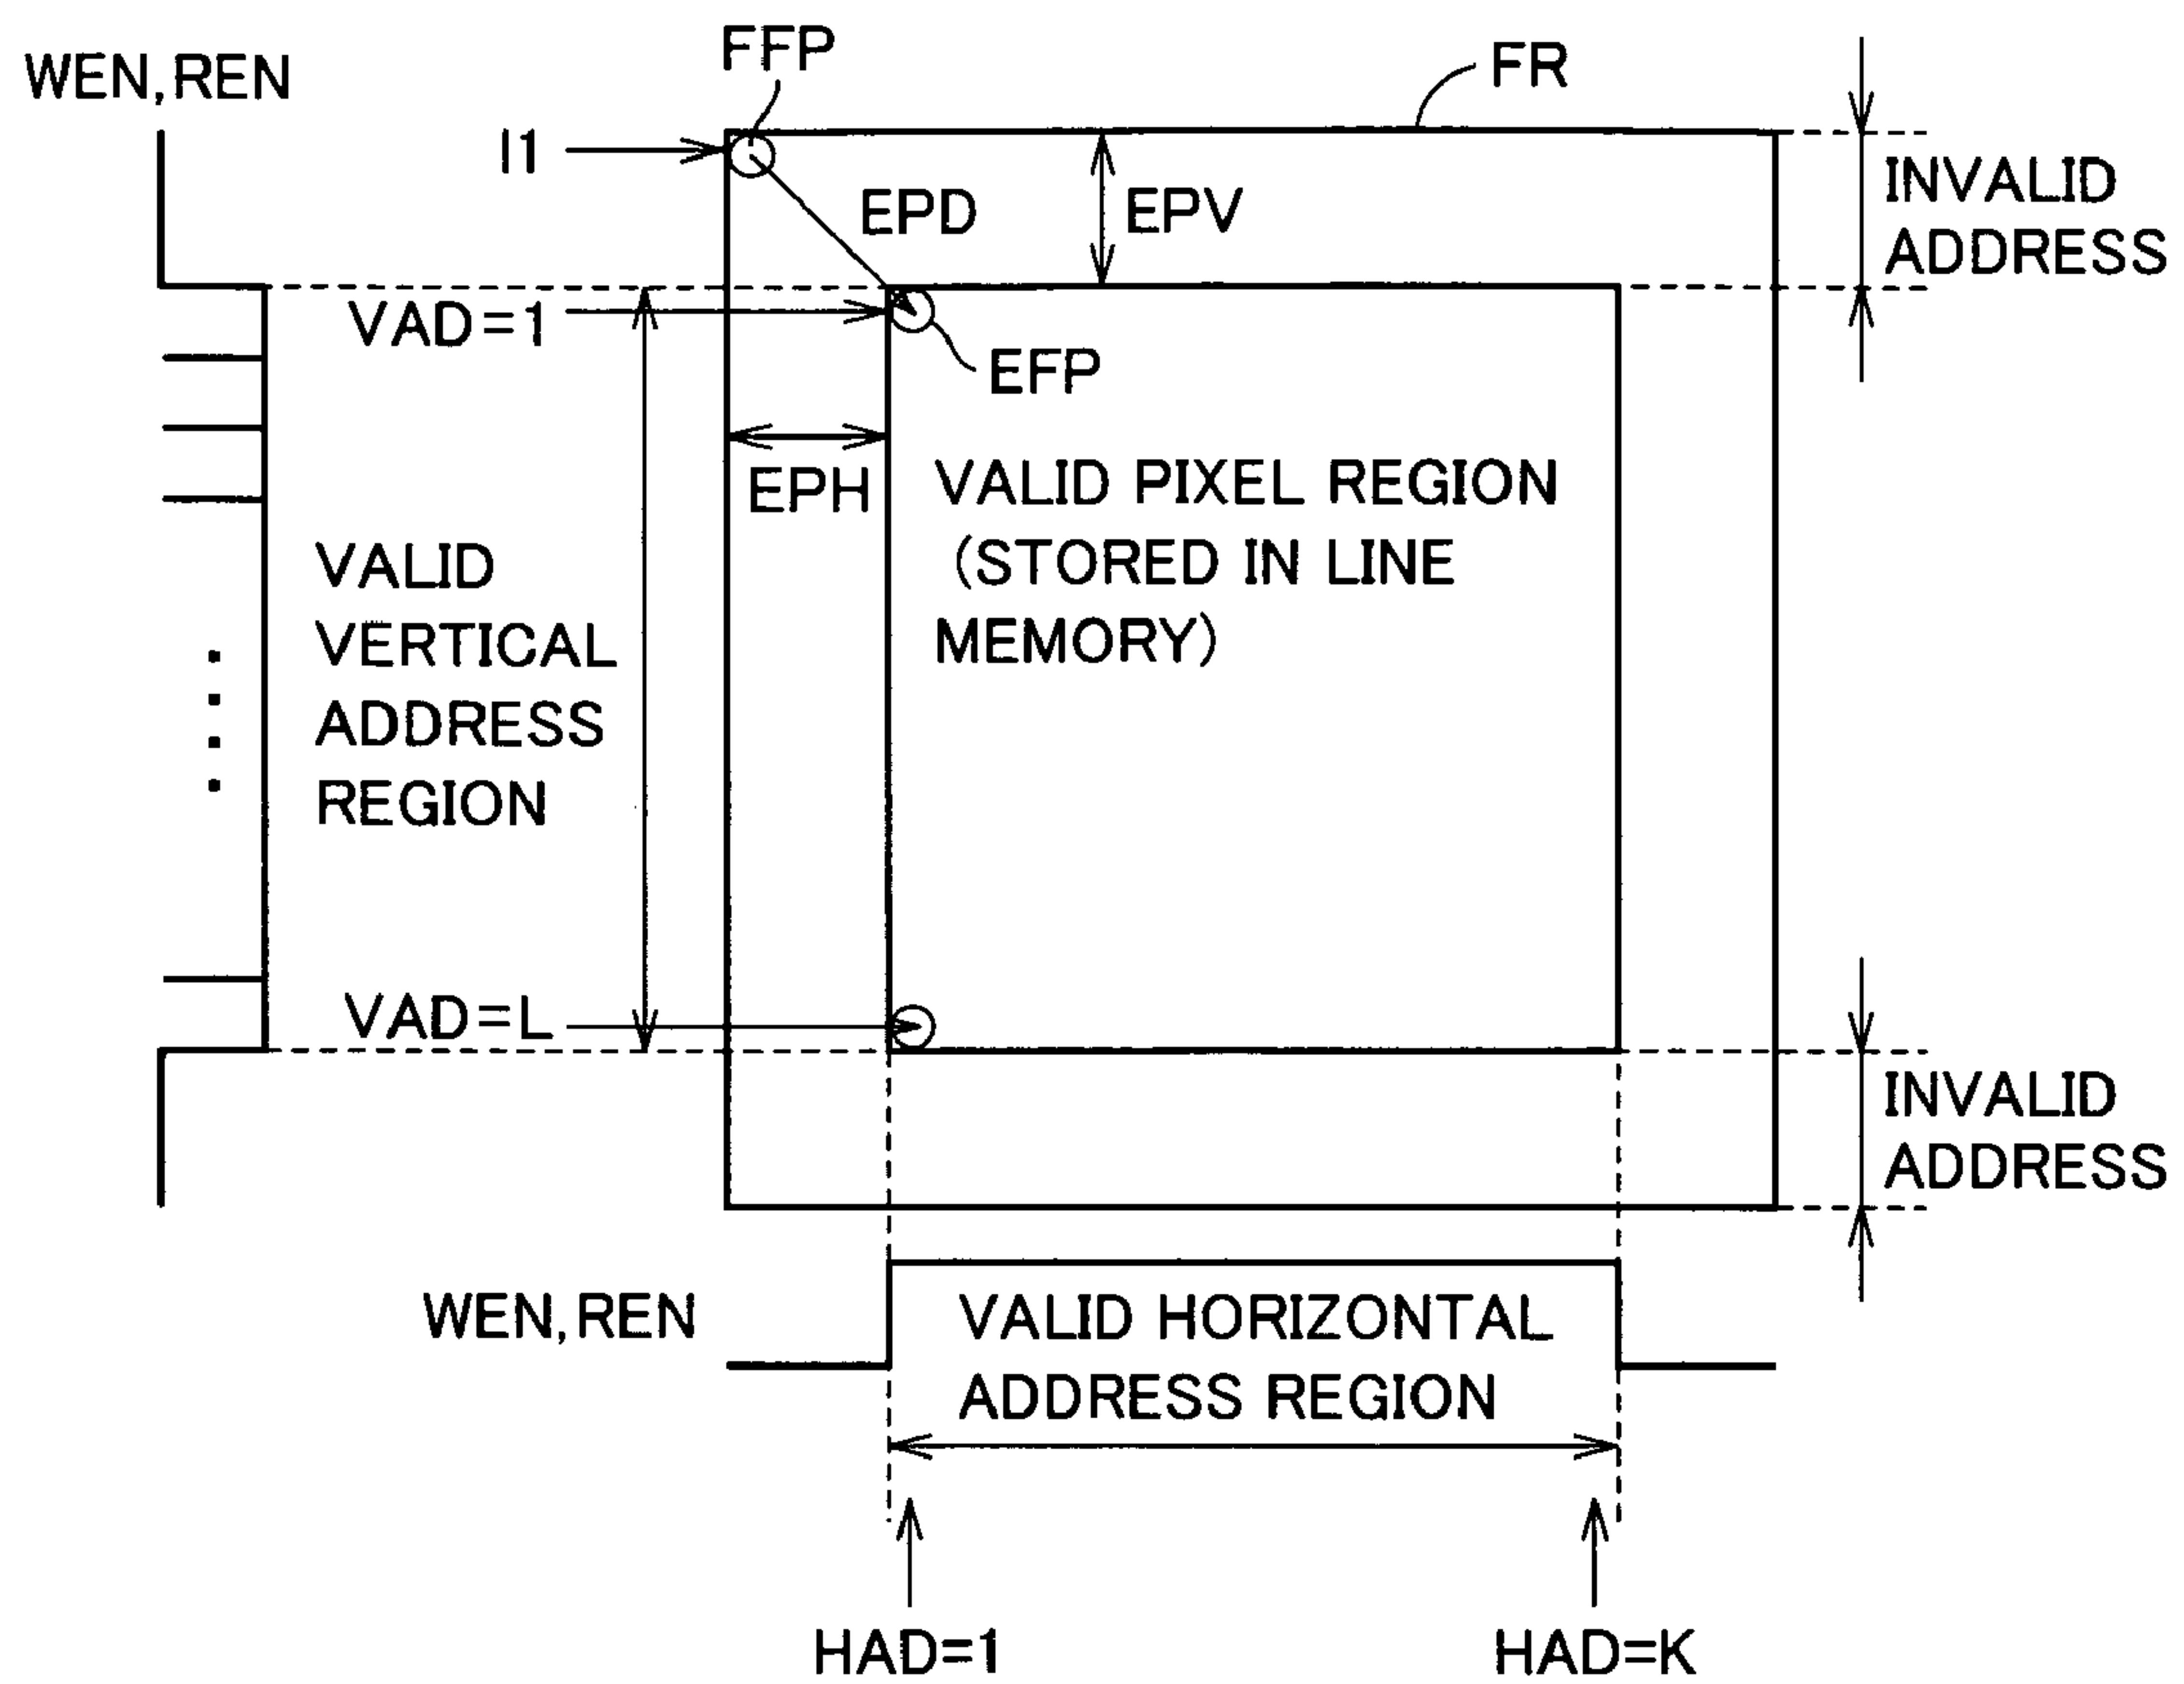 FFP
FR
WEN,REN
I1
INVALID
ADDRESS
EPD
EPV
VAD=1
EFP
EPH
VALID PIXEL REGION
(STORED IN LINE
MEMORY)
VALID
VERTICAL
ADDRESS
REGION
VAD=L
INVALID
ADDRESS
WEN,REN
VALID HORIZONTAL
ADDRESS REGION
HAD=1
HAD=K